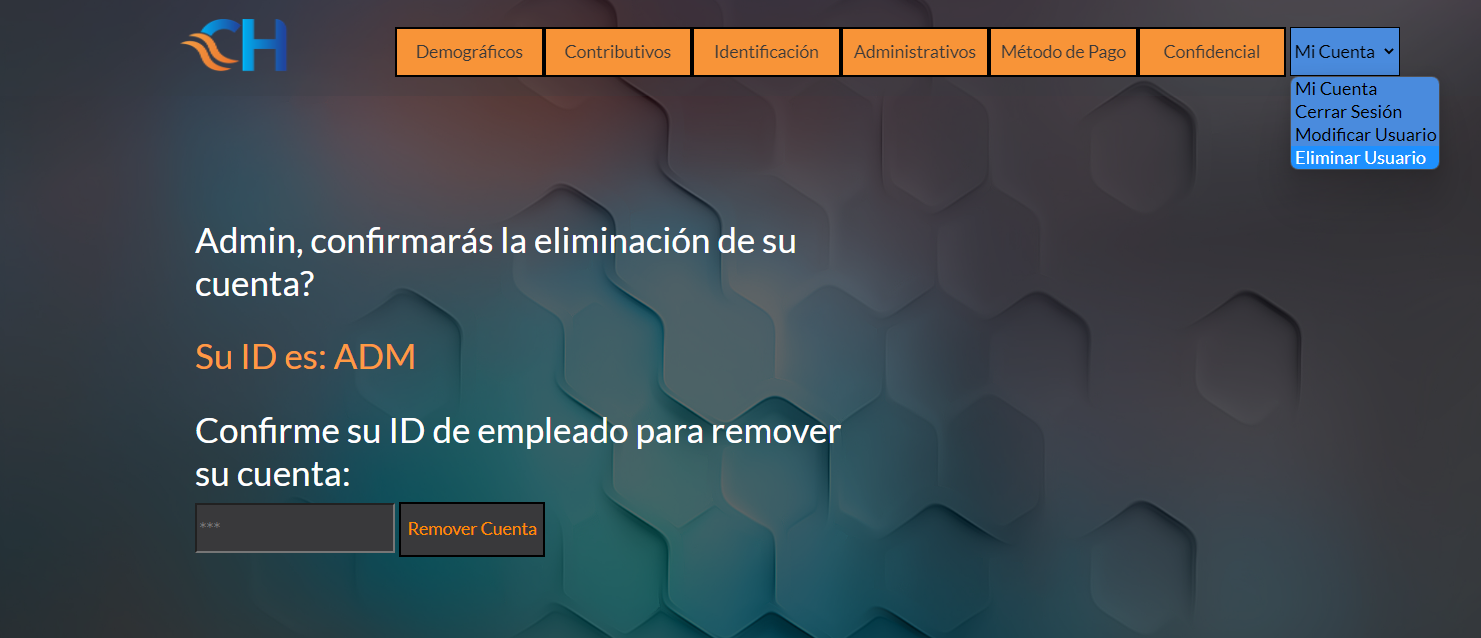 CH
Demográficos
Contributivos
Identificación
Administrativos
Método de Pago
Confidencial
Mi Cuenta
Mi Cuenta
Cerrar Sesión
Modificar Usuario
Eliminar Usuario
Admin, confirmarás la eliminación de su
cuenta?
Su ID es: ADM
Confirme su ID de empleado para remover
su cuenta:
***
Remover Cuenta